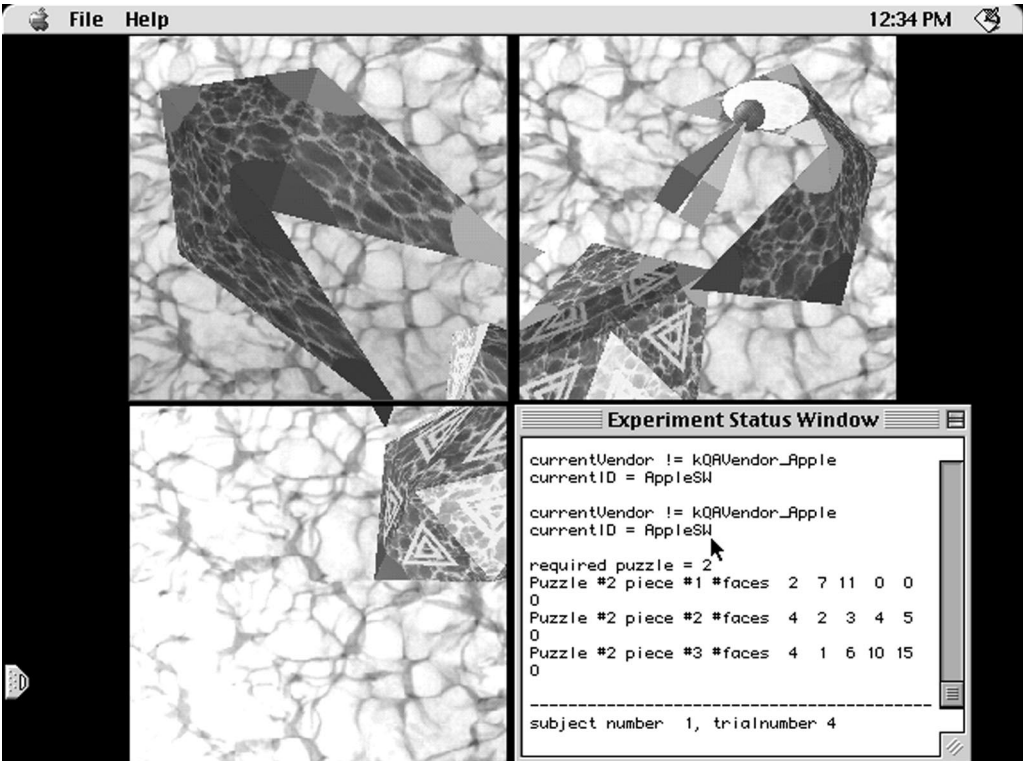 File Help 12:34 PM
Experiment Status Window
currentVendor != kQAVendor_Apple
currentID = AppleSW
currentVendor != kQAVendor_Apple
currentID = AppleSW
required puzzle = 2
Puzzle #2 piece #1 #faces 2 7 11 0 0
0
Puzzle #2 piece #2 #faces 4 2 3 4 5
0
Puzzle #2 piece #3 #faces 4 1 6 10 15
0
--------------------------------------------
subject number 1, trialnumber 4